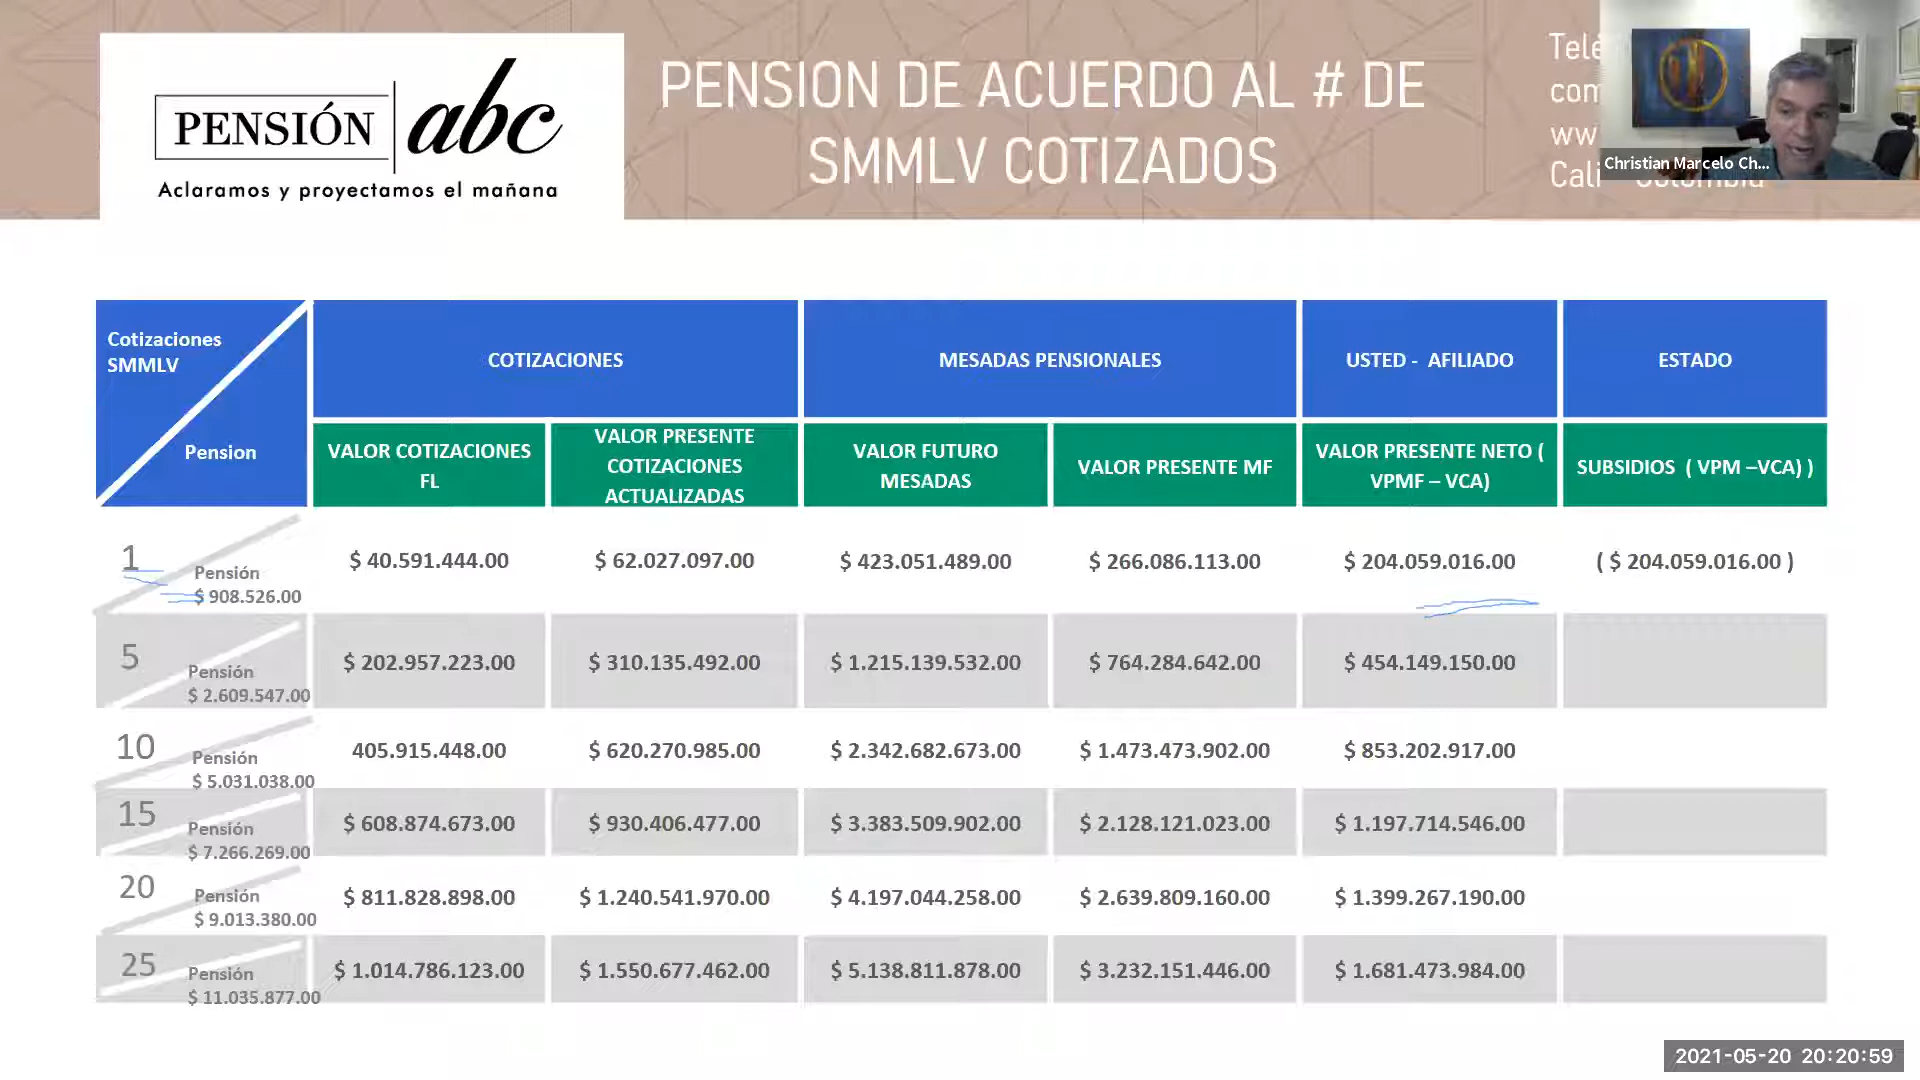 PENSIÓN abc
Aclaramos y proyectamos el mañana
PENSION DE ACUERDO AL # DE
SMMLV COTIZADOS
Christian Marcelo Ch...
Cotizaciones
SMMLV
Pension
COTIZACIONES
MESADAS PENSIONALES
USTED - AFILIADO
ESTADO
VALOR COTIZACIONES
FL
VALOR PRESENTE
COTIZACIONES
ACTUALIZADAS
VALOR FUTURO
MESADAS
VALOR PRESENTE MF
VALOR PRESENTE NETO (
VPMF – VCA)
SUBSIDIOS ( VPM –VCA) )
1
Pensión
$ 908.526.00
$ 40.591.444.00
$ 62.027.097.00
$ 423.051.489.00
$ 266.086.113.00
$ 204.059.016.00
( $ 204.059.016.00 )
5
Pensión
$ 2.609.547.00
$ 202.957.223.00
$ 310.135.492.00
$ 1.215.139.532.00
$ 764.284.642.00
$ 454.149.150.00
10
Pensión
$ 5.031.038.00
405.915.448.00
$ 620.270.985.00
$ 2.342.682.673.00
$ 1.473.473.902.00
$ 853.202.917.00
15
Pensión
$ 7.266.269.00
$ 608.874.673.00
$ 930.406.477.00
$ 3.383.509.902.00
$ 2.128.121.023.00
$ 1.197.714.546.00
20
Pensión
$ 9.013.380.00
$ 811.828.898.00
$ 1.240.541.970.00
$ 4.197.044.258.00
$ 2.639.809.160.00
$ 1.399.267.190.00
25
Pensión
$ 11.035.877.00
$ 1.014.786.123.00
$ 1.550.677.462.00
$ 5.138.811.878.00
$ 3.232.151.446.00
$ 1.681.473.984.00
2021-05-20 20:20:59